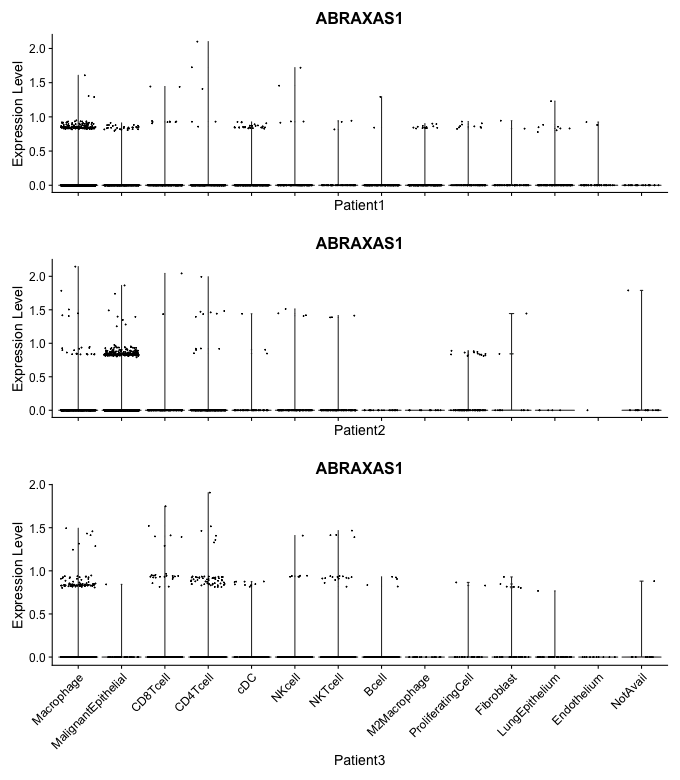 ABRAXAS1
Expression Level
2.0
1.5
1.0
0.5
0.0
Patient1
ABRAXAS1
Expression Level
2.0
1.5
1.0
0.5
0.0
Patient2
ABRAXAS1
Expression Level
2.0
1.5
1.0
0.5
0.0
Macrophage
MalignantEpithelial
CD8Tcell
CD4Tcell
cDC
NKcell
NKTcell
Bcell
M2Macrophage
ProliferatingCell
Fibroblast
LungEpithelium
Endothelium
NotAvail
Patient3